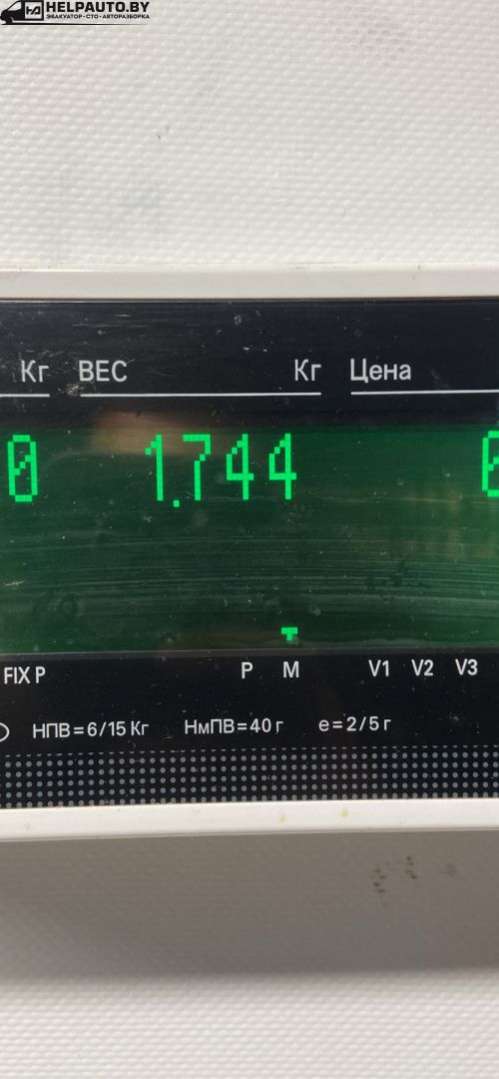 HELPAUTO.BY
ЭВАКУАТОР·СТО·АВТОРАЗБОРКА
Кг ВЕС Кг Цена
0 1.744
FIX P P M V1 V2 V3
НПВ=6/15 Кг НмПВ=40 г e=2/5 г